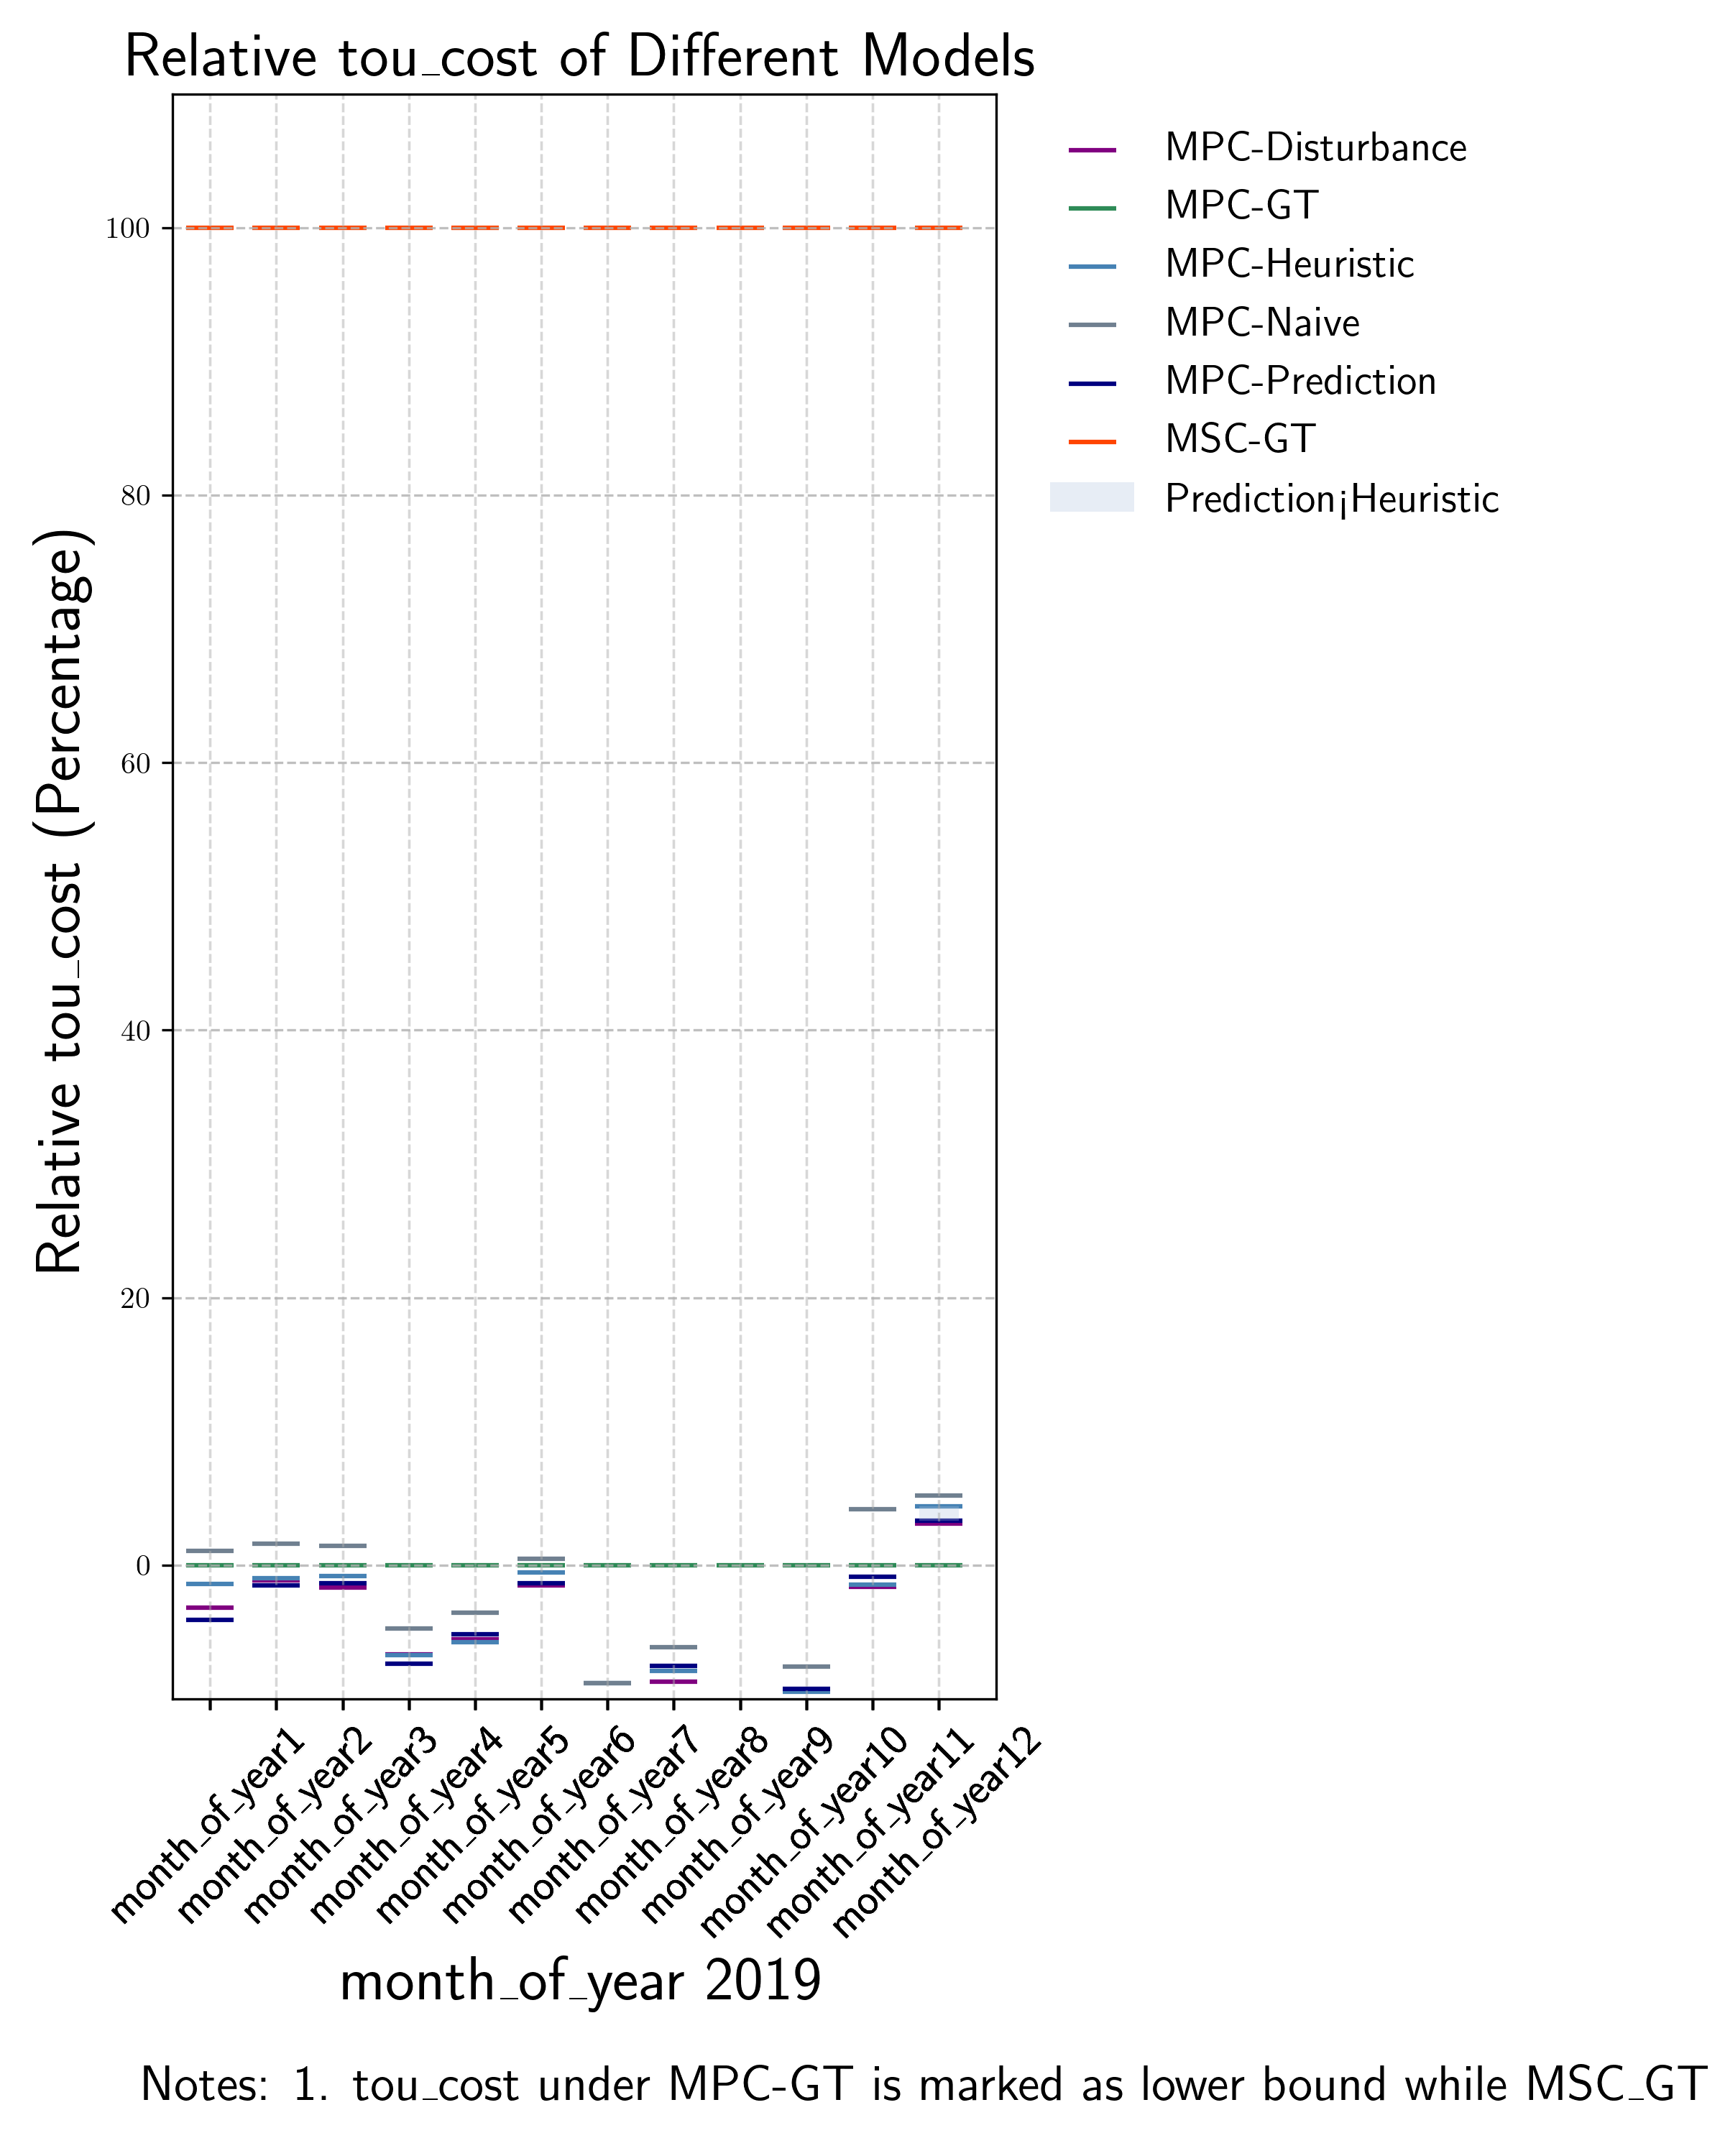 Relative tou_cost of Different Models
MPC-Disturbance
MPC-GT
MPC-Heuristic
MPC-Naive
MPC-Prediction
MSC-GT
Prediction¡Heuristic
Relative tou_cost (Percentage)
100
80
60
40
20
0
month_of_year1
month_of_year2
month_of_year3
month_of_year4
month_of_year5
month_of_year6
month_of_year7
month_of_year8
month_of_year9
month_of_year10
month_of_year11
month_of_year12
month_of_year 2019
Notes: 1. tou_cost under MPC-GT is marked as lower bound while MSC_GT